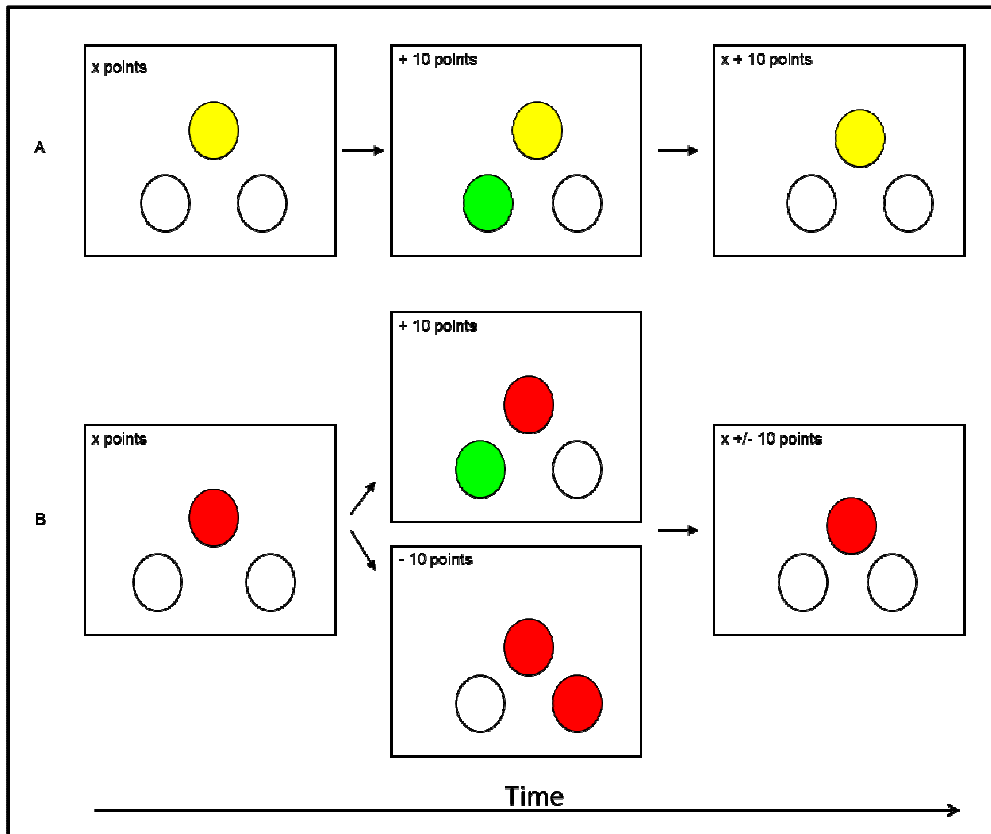 x points
+ 10 points
x + 10 points
A
+ 10 points
x points
x +/- 10 points
B
- 10 points
Time